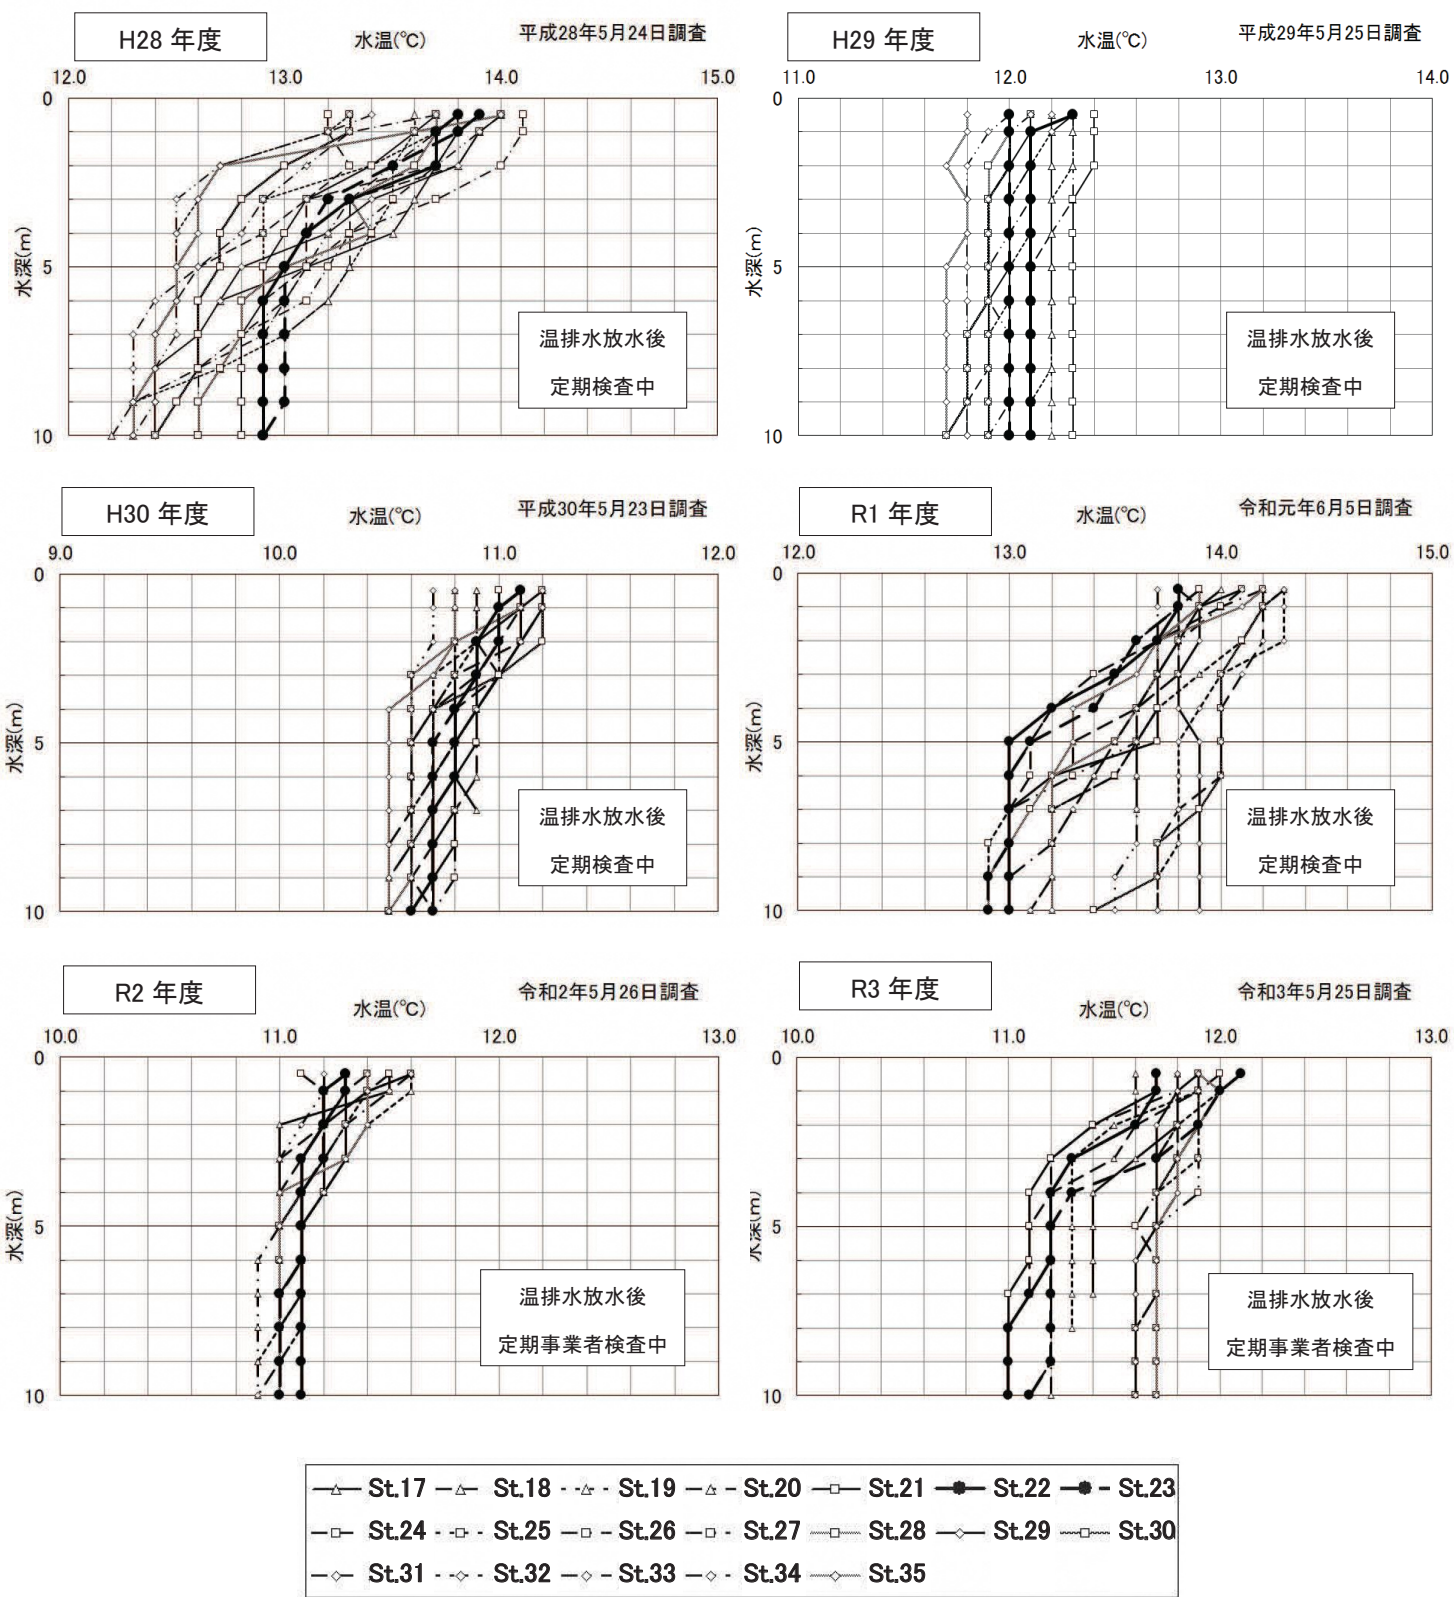 H28 年度
水温(℃)
平成28年5月24日調査
12.0 13.0 14.0 15.0
0
5
10
水深(m)
温排水放水後
定期検査中
H29 年度
水温(℃)
平成29年5月25日調査
11.0 12.0 13.0 14.0
0
5
10
水深(m)
温排水放水後
定期検査中
H30 年度
水温(℃)
平成30年5月23日調査
9.0 10.0 11.0 12.0
0
5
10
水深(m)
温排水放水後
定期検査中
R1 年度
水温(℃)
令和元年6月5日調査
12.0 13.0 14.0 15.0
0
5
10
水深(m)
温排水放水後
定期検査中
R2 年度
水温(℃)
令和2年5月26日調査
10.0 11.0 12.0 13.0
0
5
10
水深(m)
温排水放水後
定期事業者検査中
R3 年度
水温(℃)
令和3年5月25日調査
10.0 11.0 12.0 13.0
0
5
10
水深(m)
温排水放水後
定期事業者検査中
St.17 St.18 St.19 St.20 St.21 St.22 St.23
St.24 St.25 St.26 St.27 St.28 St.29 St.30
St.31 St.32 St.33 St.34 St.35